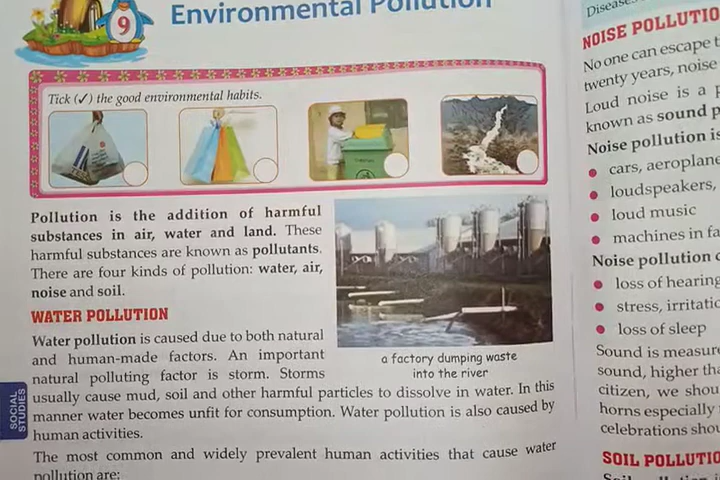 9
Environmental Pollution
Tick (✓) the good environmental habits.
Pollution is the addition of harmful
substances in air, water and land. These
harmful substances are known as pollutants.
There are four kinds of pollution: water, air,
noise and soil.
WATER POLLUTION
Water pollution is caused due to both natural
and human-made factors. An important
natural polluting factor is storm. Storms
usually cause mud, soil and other harmful particles to dissolve in water. In this
manner water becomes unfit for consumption. Water pollution is also caused by
human activities.
The most common and widely prevalent human activities that cause water
pollution are:
a factory dumping waste
into the river
SOCIAL
STUDIES
Disease
NOISE POLLUTIO
No one can escape t
twenty years, noise
Loud noise is a p
known as sound p
Noise pollution is
• cars, aeroplane
• loudspeakers,
• loud music
• machines in fa
Noise pollution c
• loss of hearing
• stress, irritatio
• loss of sleep
Sound is measure
sound, higher tha
citizen, we shou
horns especially
celebrations shou
SOIL POLLUTIO